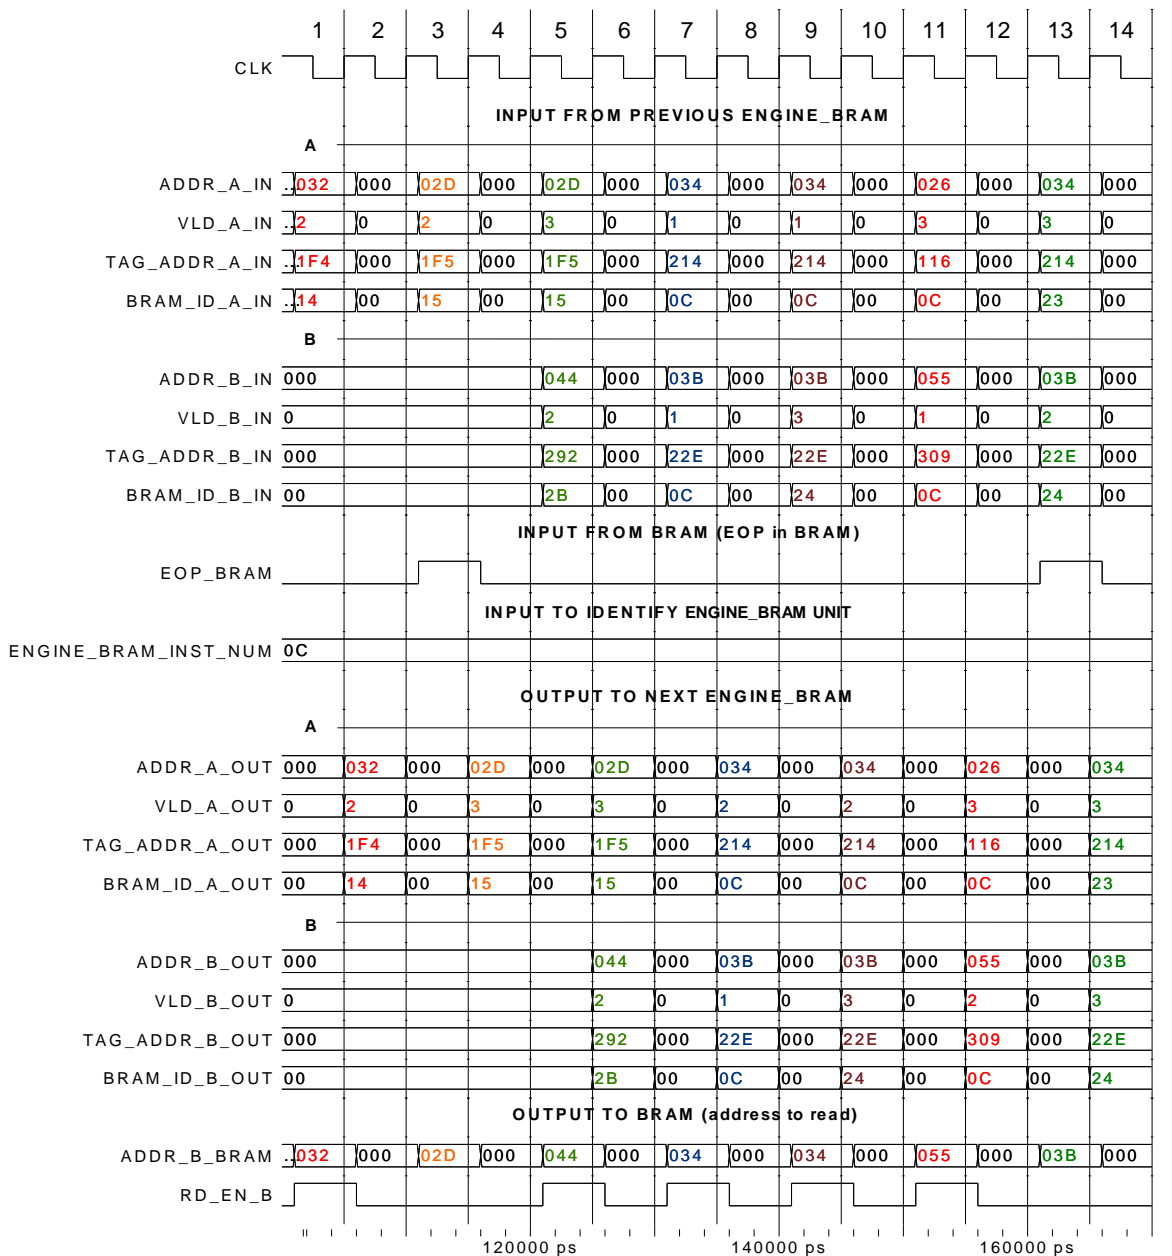 1 2 3 4 5 6 7 8 9 10 11 12 13 14
CLK
INPUT FROM PREVIOUS ENGINE_BRAM
A
ADDR_A_IN ... 032 000 02D 000 02D 000 034 000 034 000 026 000 034 000
VLD_A_IN ... 2 0 2 0 3 0 1 0 1 0 3 0 3 0
TAG_ADDR_A_IN ... 1F4 000 1F5 000 1F5 000 214 000 214 000 116 000 214 000
BRAM_ID_A_IN ... 14 00 15 00 15 00 0C 00 0C 00 0C 00 23 00
B
ADDR_B_IN 000 044 000 03B 000 03B 000 055 000 03B 000
VLD_B_IN 0 2 0 1 0 3 0 1 0 2 0
TAG_ADDR_B_IN 000 292 000 22E 000 22E 000 309 000 22E 000
BRAM_ID_B_IN 00 2B 00 0C 00 24 00 0C 00 24 00
INPUT FROM BRAM (EOP in BRAM)
EOP_BRAM
INPUT TO IDENTIFY ENGINE_BRAM UNIT
ENGINE_BRAM_INST_NUM 0C
OUTPUT TO NEXT ENGINE_BRAM
A
ADDR_A_OUT 000 032 000 02D 000 02D 000 034 000 034 000 026 000 034
VLD_A_OUT 0 2 0 3 0 3 0 2 0 2 0 3 0 3
TAG_ADDR_A_OUT 000 1F4 000 1F5 000 1F5 000 214 000 214 000 116 000 214
BRAM_ID_A_OUT 00 14 00 15 00 15 00 0C 00 0C 00 0C 00 23
B
ADDR_B_OUT 000 044 000 03B 000 03B 000 055 000 03B
VLD_B_OUT 0 2 0 1 0 3 0 2 0 3
TAG_ADDR_B_OUT 000 292 000 22E 000 22E 000 309 000 22E
BRAM_ID_B_OUT 00 2B 00 0C 00 24 00 0C 00 24
OUTPUT TO BRAM (address to read)
ADDR_B_BRAM ... 032 000 02D 000 044 000 034 000 034 000 055 000 03B 000
RD_EN_B
120000 ps 140000 ps 160000 ps